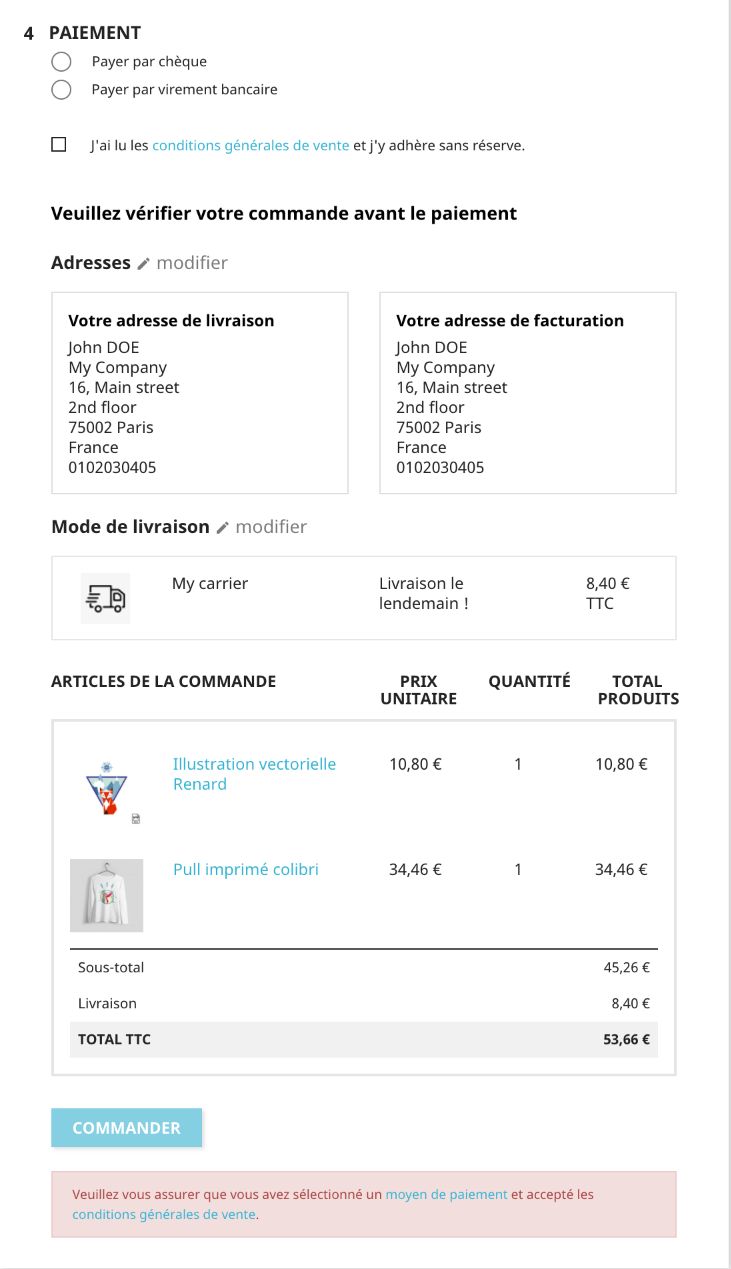 4 PAIEMENT
Payer par chèque
Payer par virement bancaire
J'ai lu les conditions générales de vente et j'y adhère sans réserve.
Veuillez vérifier votre commande avant le paiement
Adresses modifier
Votre adresse de livraison
John DOE
My Company
16, Main street
2nd floor
75002 Paris
France
0102030405
Votre adresse de facturation
John DOE
My Company
16, Main street
2nd floor
75002 Paris
France
0102030405
Mode de livraison modifier
My carrier
Livraison le
lendemain !
8,40 €
TTC
ARTICLES DE LA COMMANDE
PRIX
UNITAIRE
QUANTITÉ
TOTAL
PRODUITS
Illustration vectorielle
Renard
10,80 €
1
10,80 €
Pull imprimé colibri
34,46 €
1
34,46 €
Sous-total 45,26 €
Livraison 8,40 €
TOTAL TTC 53,66 €
COMMANDER
Veuillez vous assurer que vous avez sélectionné un moyen de paiement et accepté les
conditions générales de vente.